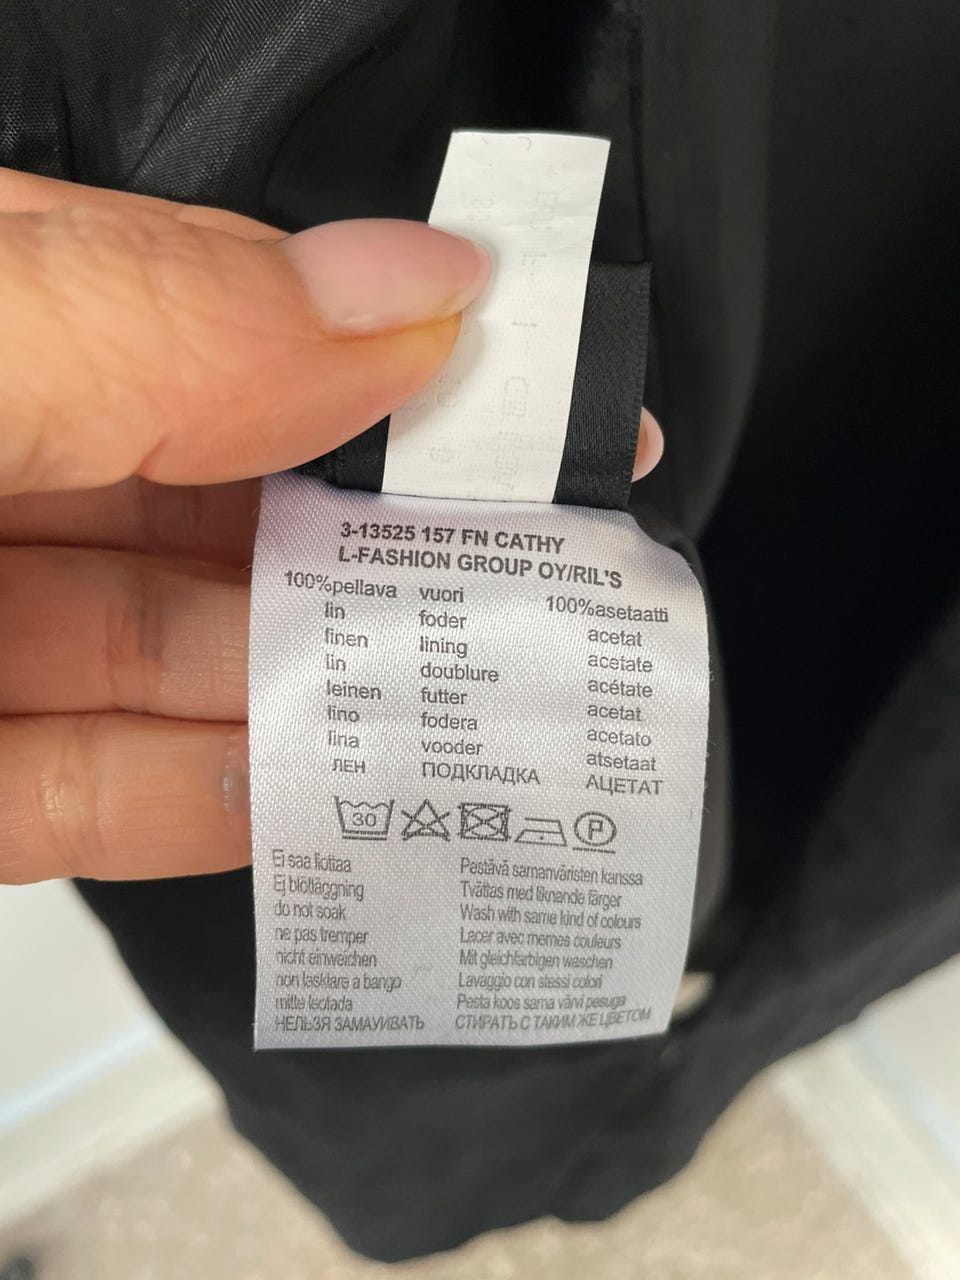 3-13525 157 FN CATHY
L-FASHION GROUP OY/RIL'S
100%pellava vuori 100%asetaatti
lin foder acetat
linen lining acetate
lin doublure acétate
leinen futter acetat
lino fodera acetato
lina vooder atsetaat
ЛЕН ПОДКЛАДКА АЦЕТАТ
30 P
Ei saa liottaa
Ej blötläggning
do not soak
ne pas tremper
nicht einweichen
non lasklare a bango
mitte leotada
НЕЛЬЗЯ ЗАМАУИВАТЬ
Pestävä samanväristen kanssa
Tvättas med liknande färger
Wash with same kind of colours
Lacer avec memes couleurs
Mit gleichfarbigen waschen
Lavaggio con stessi colori
Pesta koos sama värvi pesuga
СТИРАТЬ С ТАКИМ ЖЕ ЦВЕТОМ